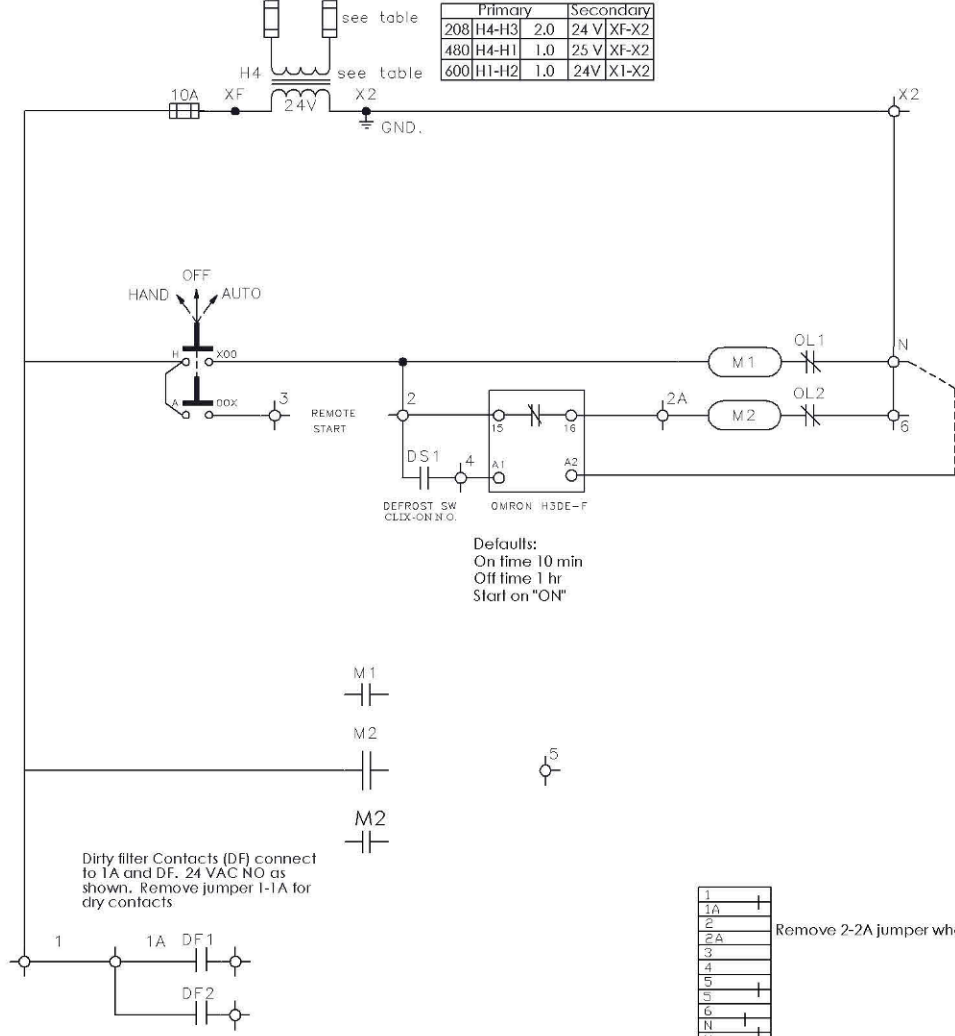 see table
Primary Secondary
208 H4-H3 2.0 24 V XF-X2
480 H4-H1 1.0 25 V XF-X2
600 H1-H2 1.0 24V X1-X2
H4 see table
10A XF 24V X2 X2
GND.
OFF
HAND AUTO
H XOO M1 OL1 N
A OOX 3 REMOTE
START
2 15 16 2A M2 OL2 6
DS1 4 A1 A2
DEFROST SW
CLIX-ON N.O.
OMRON H3DE-F
Defaults:
On time 10 min
Off time 1 hr
Start on "ON"
M1
M2
5
M2
Dirty filter Contacts (DF) connect
to 1A and DF. 24 VAC NO as
shown. Remove jumper 1-1A for
dry contacts
1 1A DF1
DF2
1
1A
2
2A
3
4
5
5
6
N
Remove 2-2A jumper